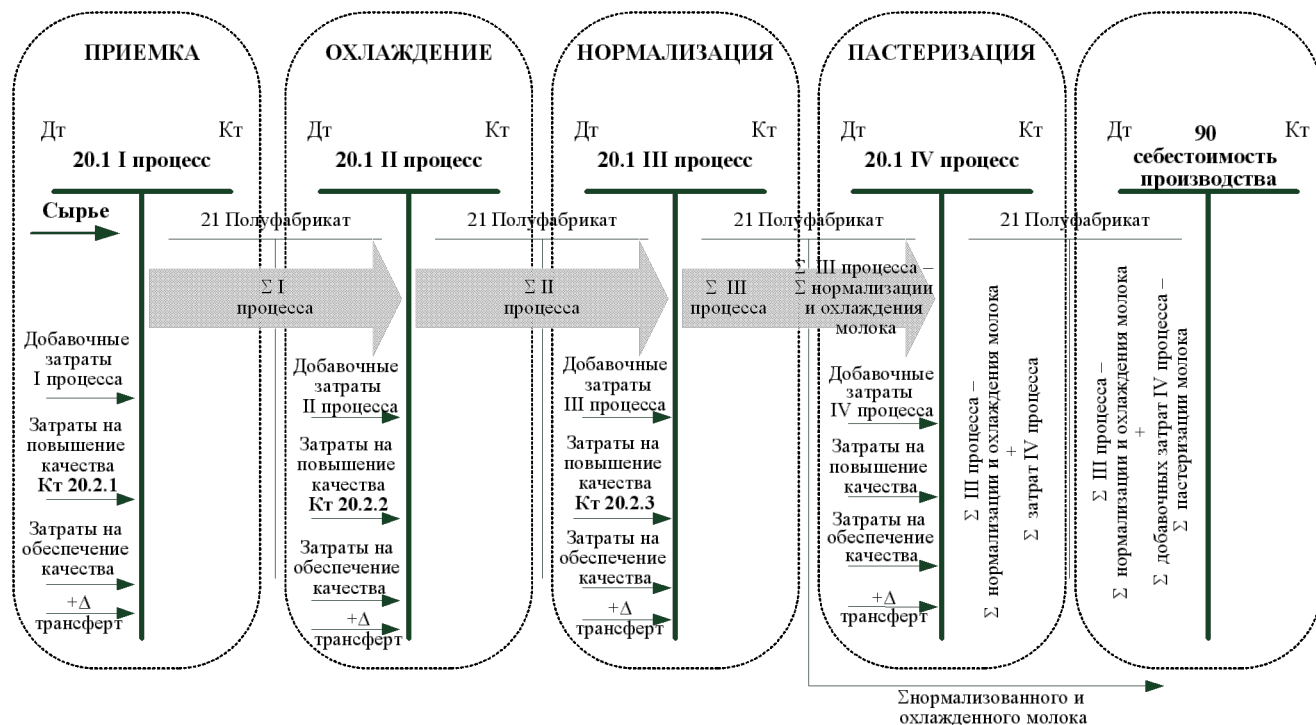 ПРИЕМКА
Дт
Кт
20.1 I процесс
Сырье
21 Полуфабрикат
Σ I
процесса
Добавочные
затраты
I процесса
Затраты на
повышение
качества
Кт 20.2.1
Затраты на
обеспечение
качества
+Δ
трансферт
ОХЛАЖДЕНИЕ
Дт
Кт
20.1 II процесс
21 Полуфабрикат
Σ II
процесса
Добавочные
затраты
II процесса
Затраты на
повышение
качества
Кт 20.2.2
Затраты на
обеспечение
качества
+Δ
трансферт
НОРМАЛИЗАЦИЯ
Дт
Кт
20.1 III процесс
21 Полуфабрикат
Σ III
процесса
Σ III процесса –
Σ нормализации
и охлаждения
молока
Добавочные
затраты
III процесса
Затраты на
повышение
качества
Кт 20.2.3
Затраты на
обеспечение
качества
+Δ
трансферт
ПАСТЕРИЗАЦИЯ
Дт
Кт
20.1 IV процесс
21 Полуфабрикат
Добавочные
затраты
IV процесса
Затраты на
повышение
качества
Затраты на
обеспечение
качества
+Δ
трансферт
Σ III процесса –
Σ нормализации и охлаждения молока
+
Σ затрат IV процесса
Дт
90
Кт
себестоимость
производства
Σ III процесса –
Σ нормализации и охлаждения молока
+
Σ добавочных затрат IV процесса –
Σ пастеризации молока
Σнормализованного и
охлажденного молока